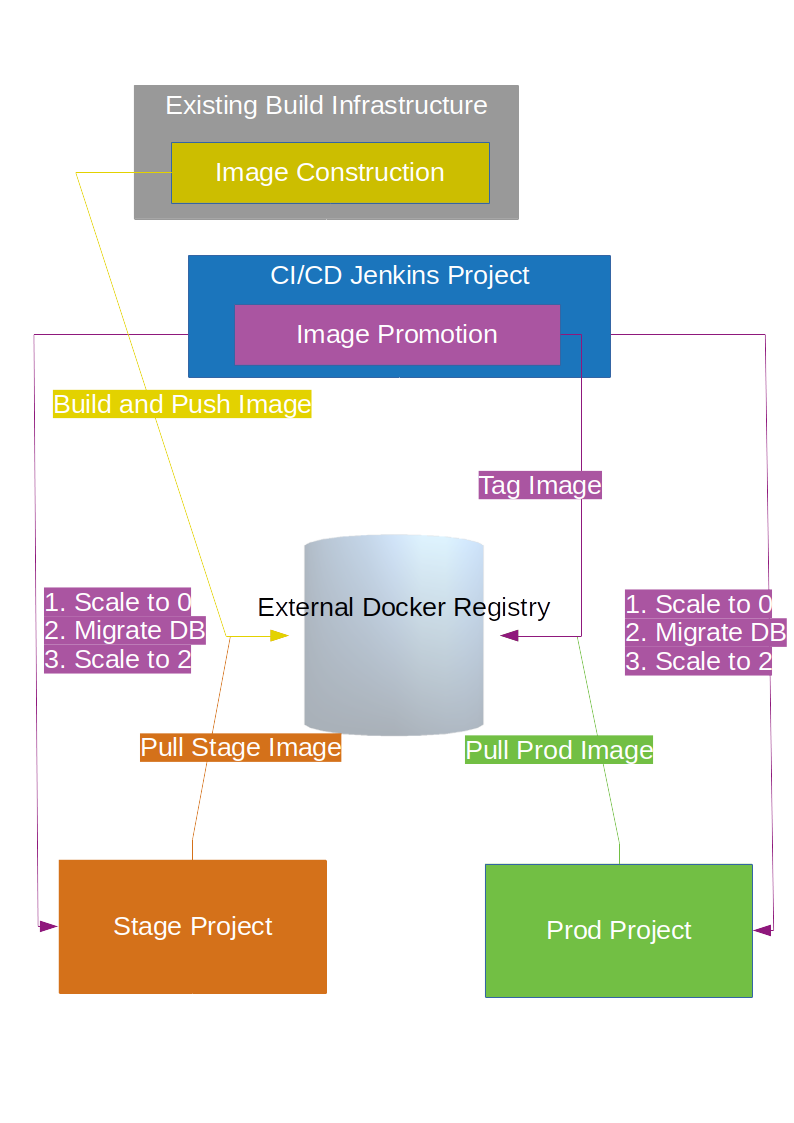 Existing Build Infrastructure
Image Construction
CI/CD Jenkins Project
Image Promotion
Build and Push Image
Tag Image
External Docker Registry
1. Scale to 0
2. Migrate DB
3. Scale to 2
1. Scale to 0
2. Migrate DB
3. Scale to 2
Pull Stage Image
Pull Prod Image
Stage Project
Prod Project